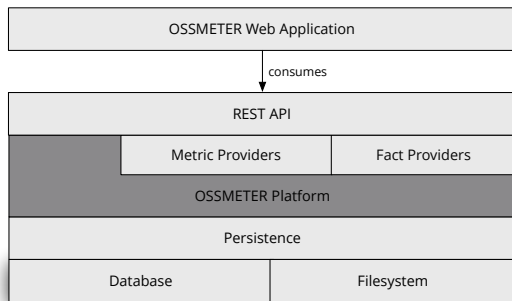 OSSMETER Web Application
consumes
REST API
Metric Providers
Fact Providers
OSSMETER Platform
Persistence
Database
Filesystem